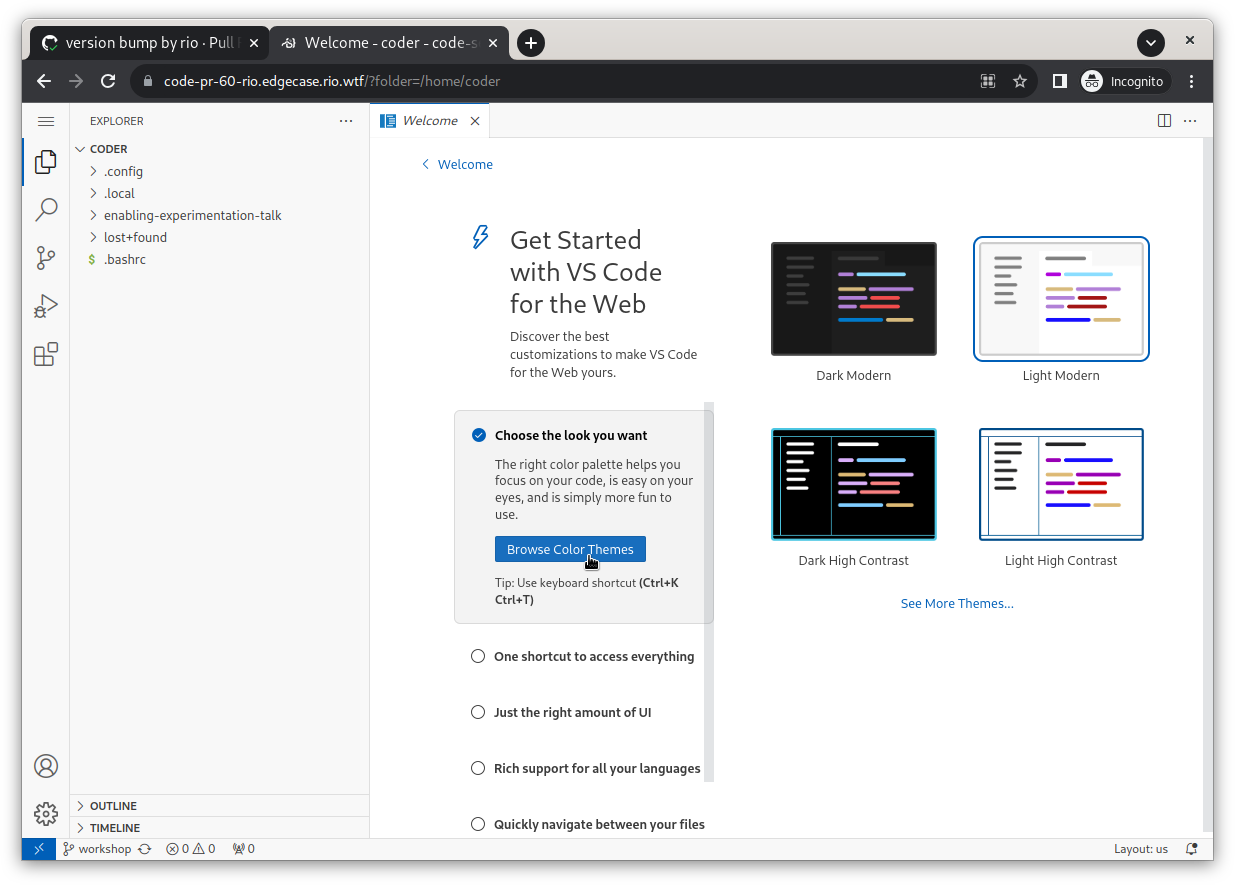 version bump by rio · Pull
Welcome - coder - code-s
code-pr-60-rio.edgecase.rio.wtf/?folder=/home/coder
Incognito
EXPLORER
CODER
.config
.local
enabling-experimentation-talk
lost+found
$ .bashrc
OUTLINE
TIMELINE
Welcome
Welcome
Get Started
with VS Code
for the Web
Discover the best
customizations to make VS Code
for the Web yours.
Choose the look you want
The right color palette helps you
focus on your code, is easy on your
eyes, and is simply more fun to
use.
Browse Color Themes
Tip: Use keyboard shortcut (Ctrl+K
Ctrl+T)
One shortcut to access everything
Just the right amount of UI
Rich support for all your languages
Quickly navigate between your files
Dark Modern
Light Modern
Dark High Contrast
Light High Contrast
See More Themes...
workshop
0
0
0
Layout: us